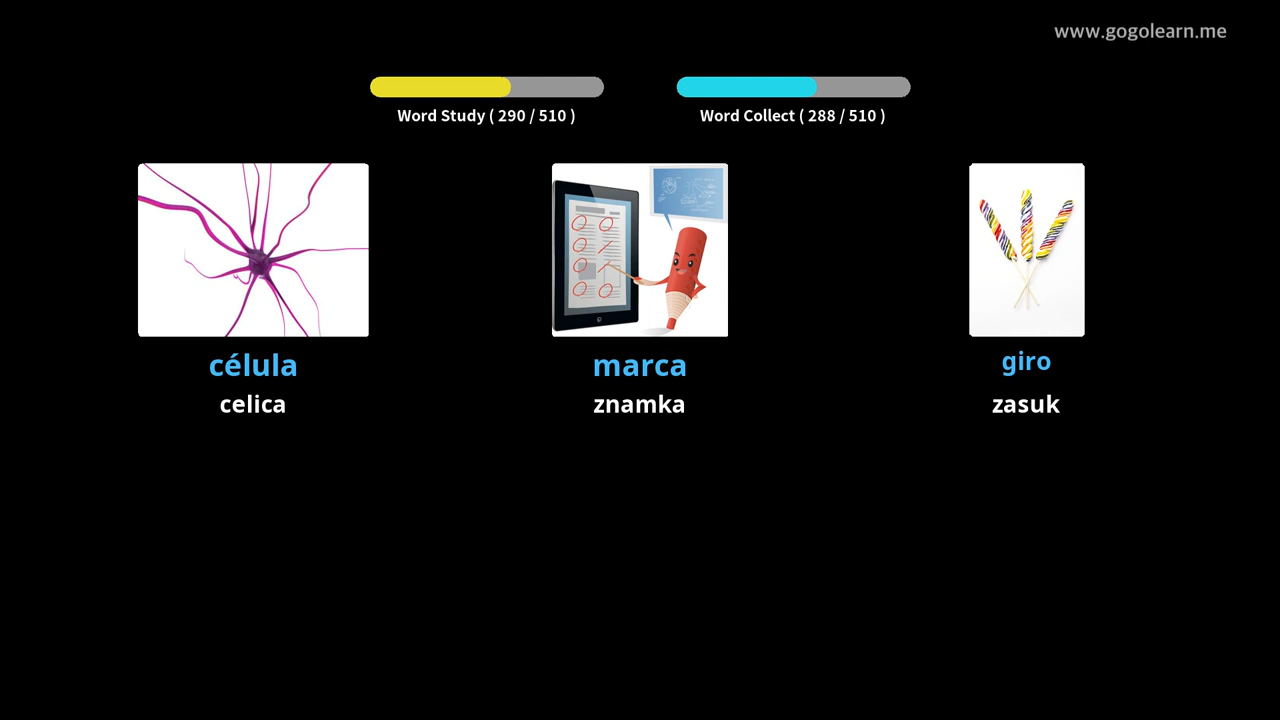 www.gogolearn.me
Word Study ( 290 / 510 )
Word Collect ( 288 / 510 )
célula
marca
giro
celica
znamka
zasuk